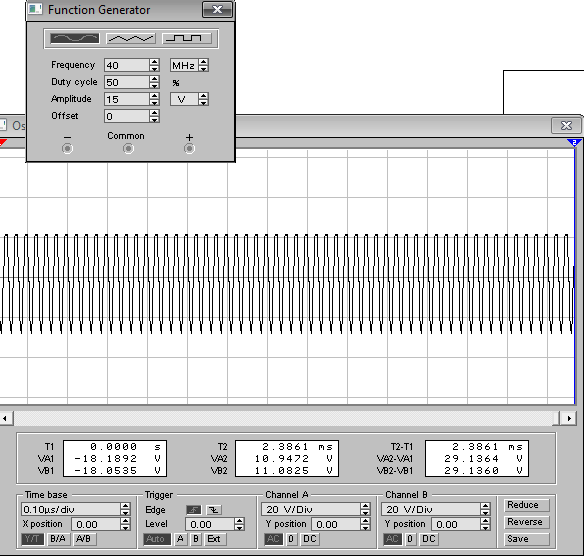 Function Generator
Frequency 40 MHz
Duty cycle 50 %
Amplitude 15 V
Offset 0
− Common +
Os
T1 0.0000 s T2 2.3861 ms T2-T1 2.3861 ms
VA1 -18.1892 V VA2 10.9472 V VA2-VA1 29.1364 V
VB1 -18.0535 V VB2 11.0825 V VB2-VB1 29.1360 V
Time base Trigger Channel A Channel B
0.10µs/div Edge 20 V/Div 20 V/Div Reduce
X position 0.00 Level 0.00 Y position 0.00 Y position 0.00 Reverse
Y/T B/A A/B Auto A B Ext AC 0 DC AC 0 DC Save